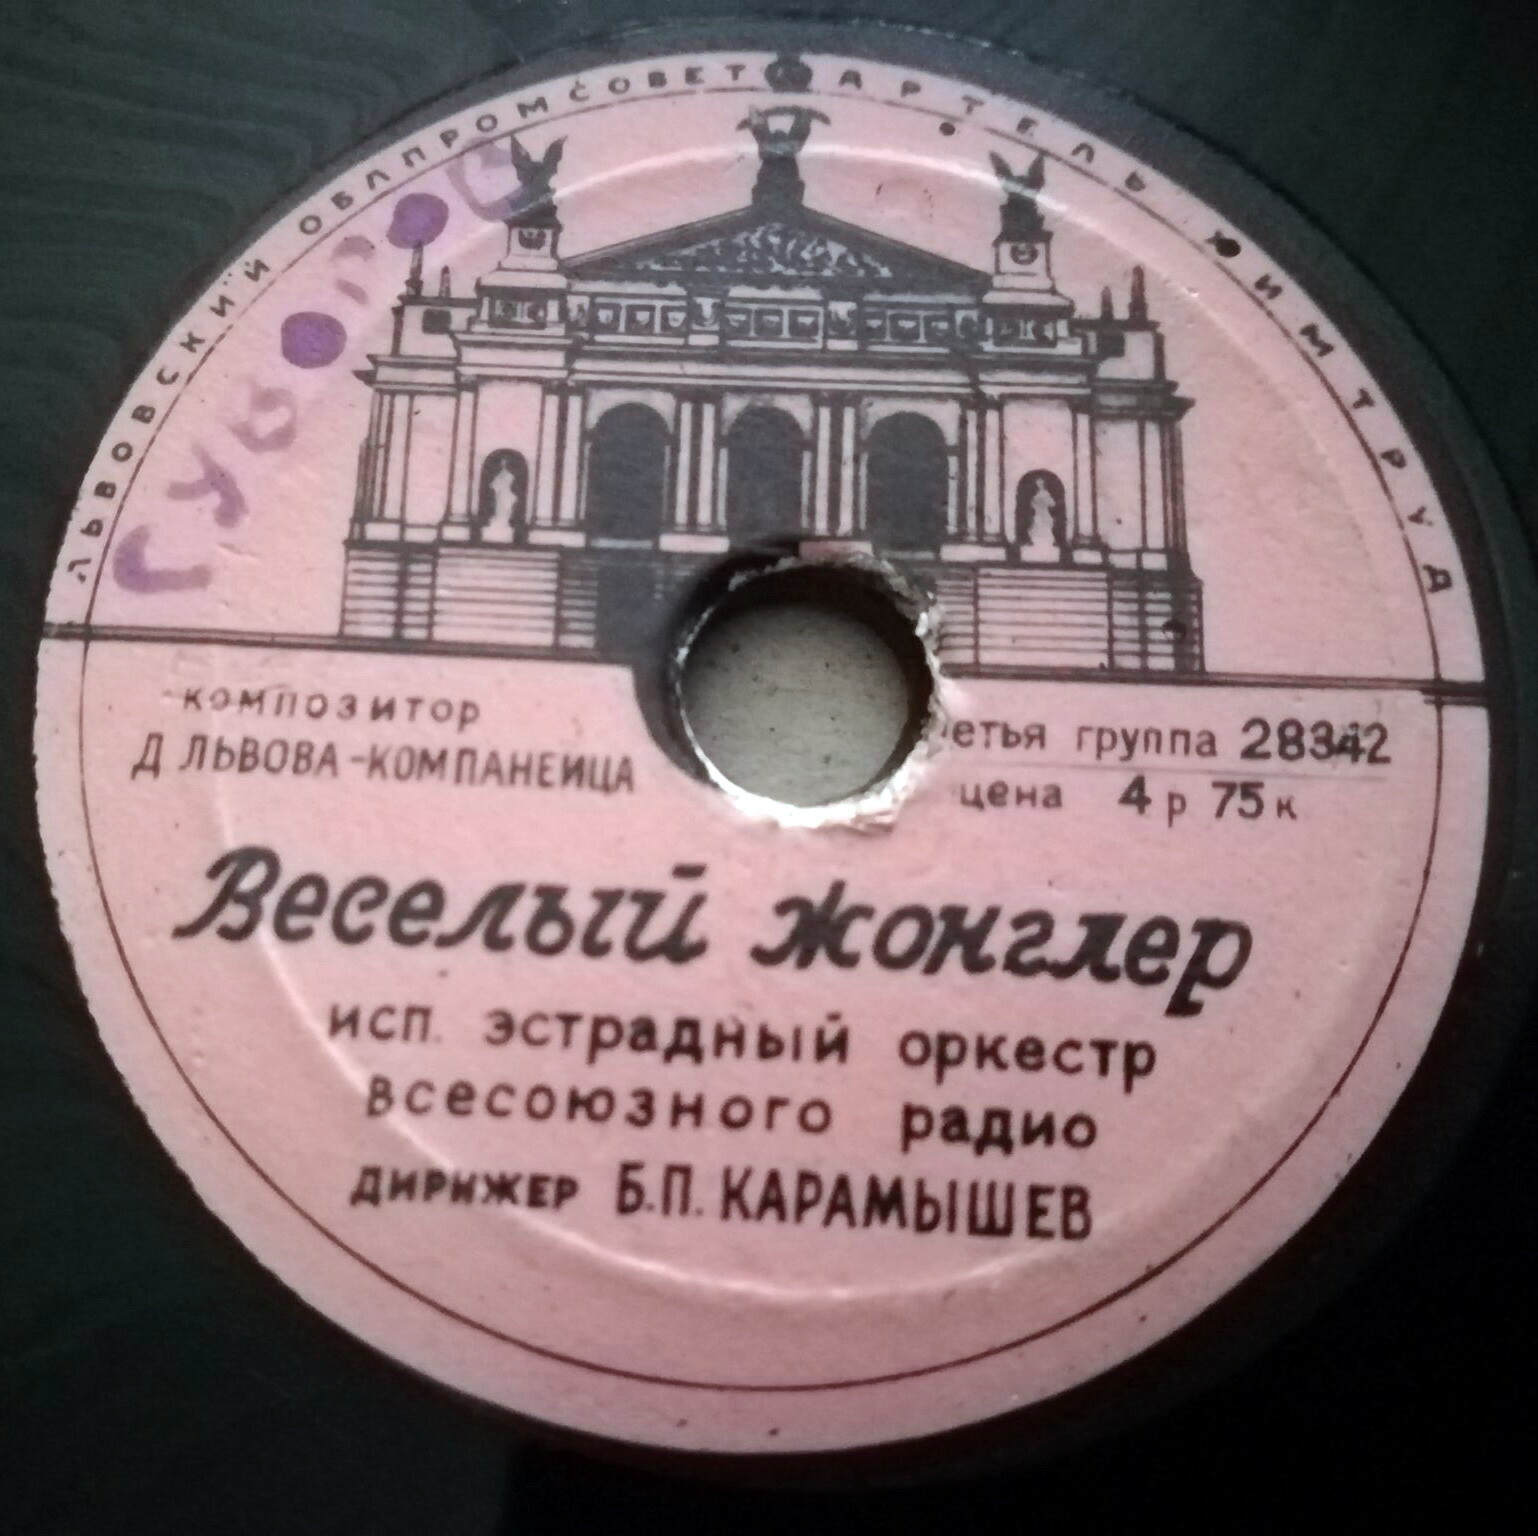 ЛЬВОВСКИЙ ОБЛПРОМСОВЕТ АРТЕЛЬ ХИМТРУД
композитор
Д ЛЬВОВА-КОМПАНЕЙЦА
етья группа 28342
цена 4 р 75 к
Веселый жонглер
исп. эстрадный оркестр
всесоюзного радио
дирижер Б.П. КАРАМЫШЕВ